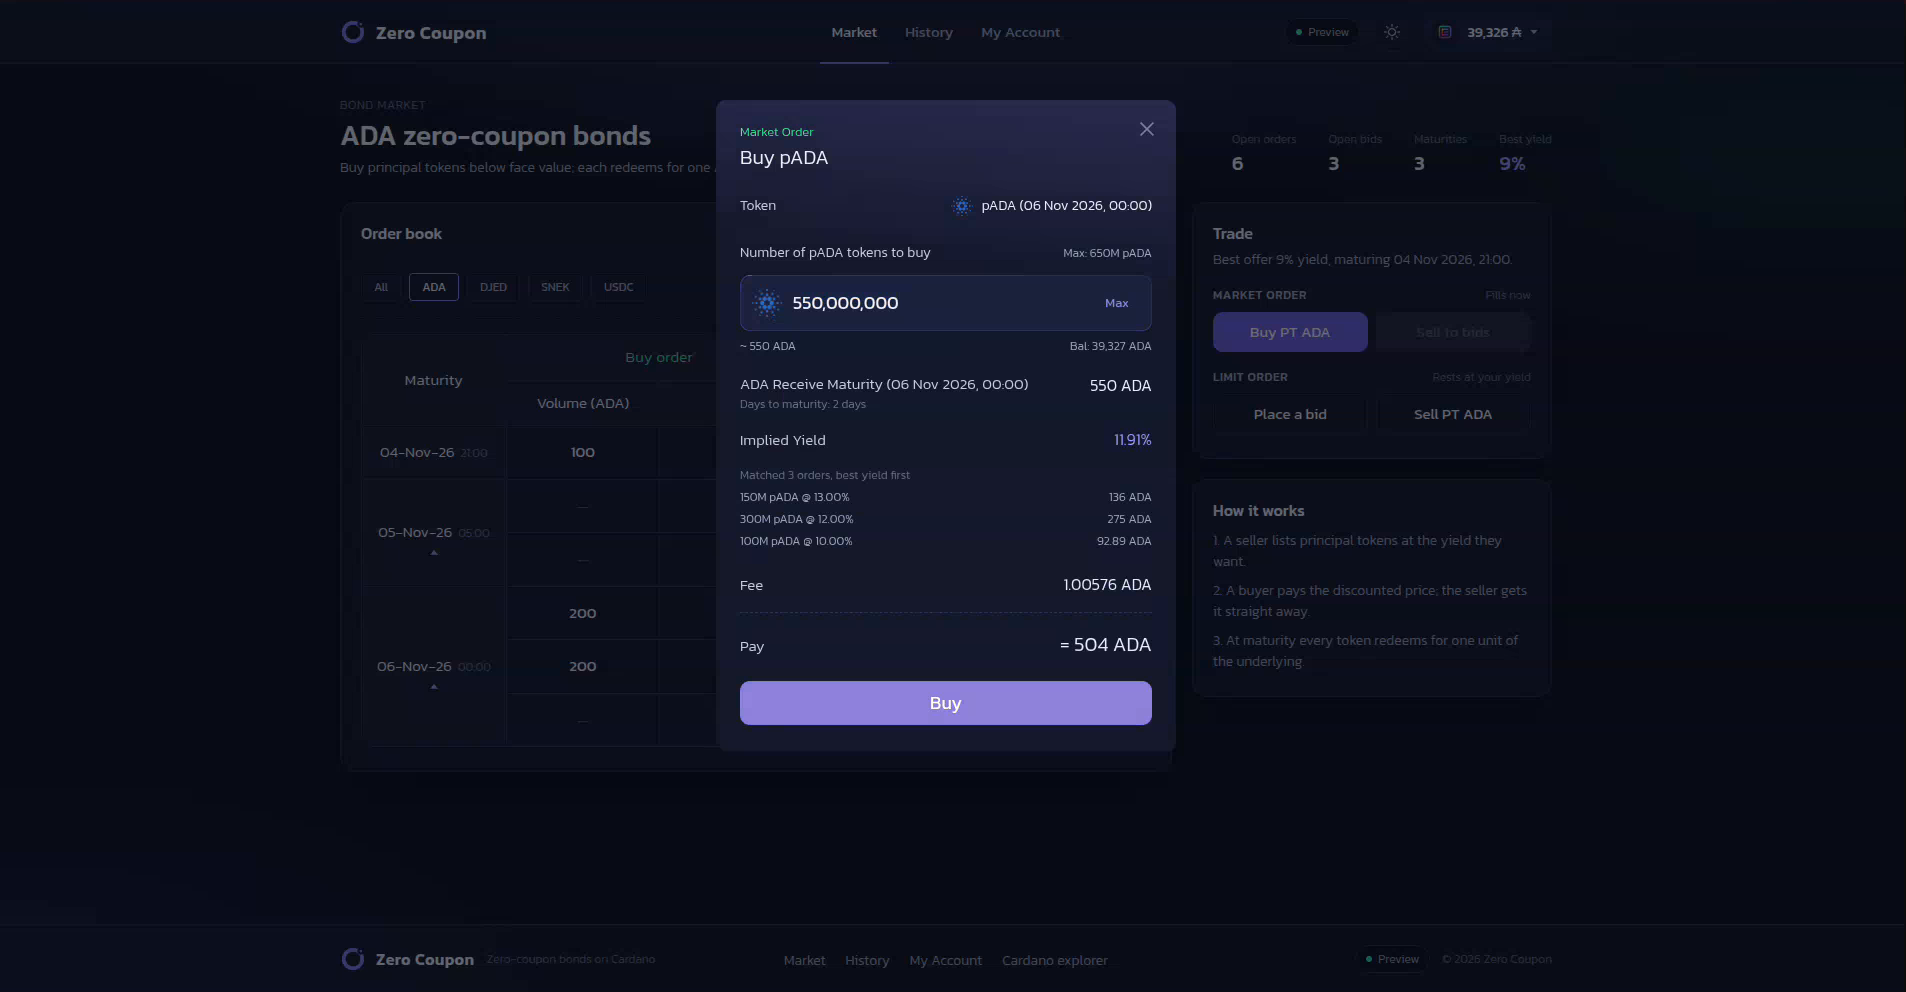 Zero Coupon
Market
History
My Account
Preview
39,326 ₳
BOND MARKET
ADA zero-coupon bonds
Buy principal tokens below face value; each redeems for one
Open orders
6
Open bids
3
Maturities
3
Best yield
9%
Order book
All
ADA
DJED
SNEK
USDC
Maturity
Buy order
Volume (ADA)
04-Nov-26 21:00
100
05-Nov-26 05:00
—
—
06-Nov-26 00:00
200
200
—
Market Order
Buy pADA
Token
pADA (06 Nov 2026, 00:00)
Number of pADA tokens to buy
Max: 650M pADA
550,000,000
Max
~ 550 ADA
Bal: 39,327 ADA
ADA Receive Maturity (06 Nov 2026, 00:00)
550 ADA
Days to maturity: 2 days
Implied Yield
11.91%
Matched 3 orders, best yield first
150M pADA @ 13.00%
136 ADA
300M pADA @ 12.00%
275 ADA
100M pADA @ 10.00%
92.89 ADA
Fee
1.00576 ADA
Pay
= 504 ADA
Buy
Trade
Best offer 9% yield, maturing 04 Nov 2026, 21:00.
MARKET ORDER
Fills now
Buy PT ADA
Sell to bids
LIMIT ORDER
Rests at your yield
Place a bid
Sell PT ADA
How it works
1. A seller lists principal tokens at the yield they
want.
2. A buyer pays the discounted price; the seller gets
it straight away.
3. At maturity every token redeems for one unit of
the underlying.
Zero Coupon
Zero-coupon bonds on Cardano
Market
History
My Account
Cardano explorer
Preview
© 2026 Zero Coupon